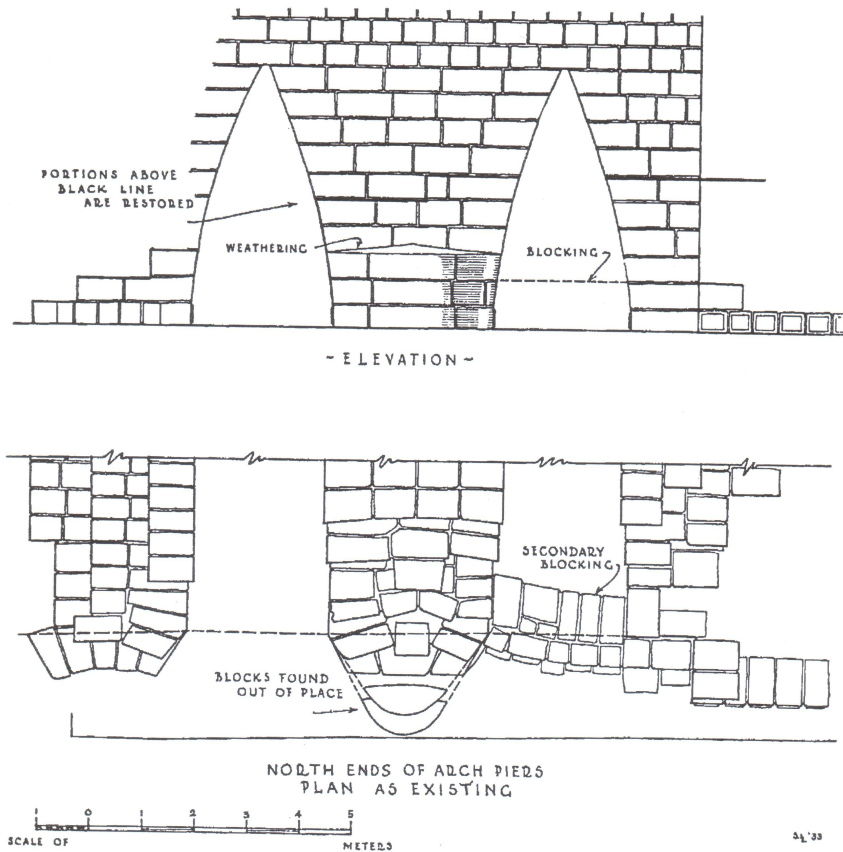 PORTIONS ABOVE
BLACK LINE
ARE RESTORED
WEATHERING
BLOCKING
- ELEVATION -
SECONDARY
BLOCKING
BLOCKS FOUND
OUT OF PLACE
NORTH ENDS OF ARCH PIERS
PLAN AS EXISTING
1 0 1 2 3 4 5
SCALE OF METERS